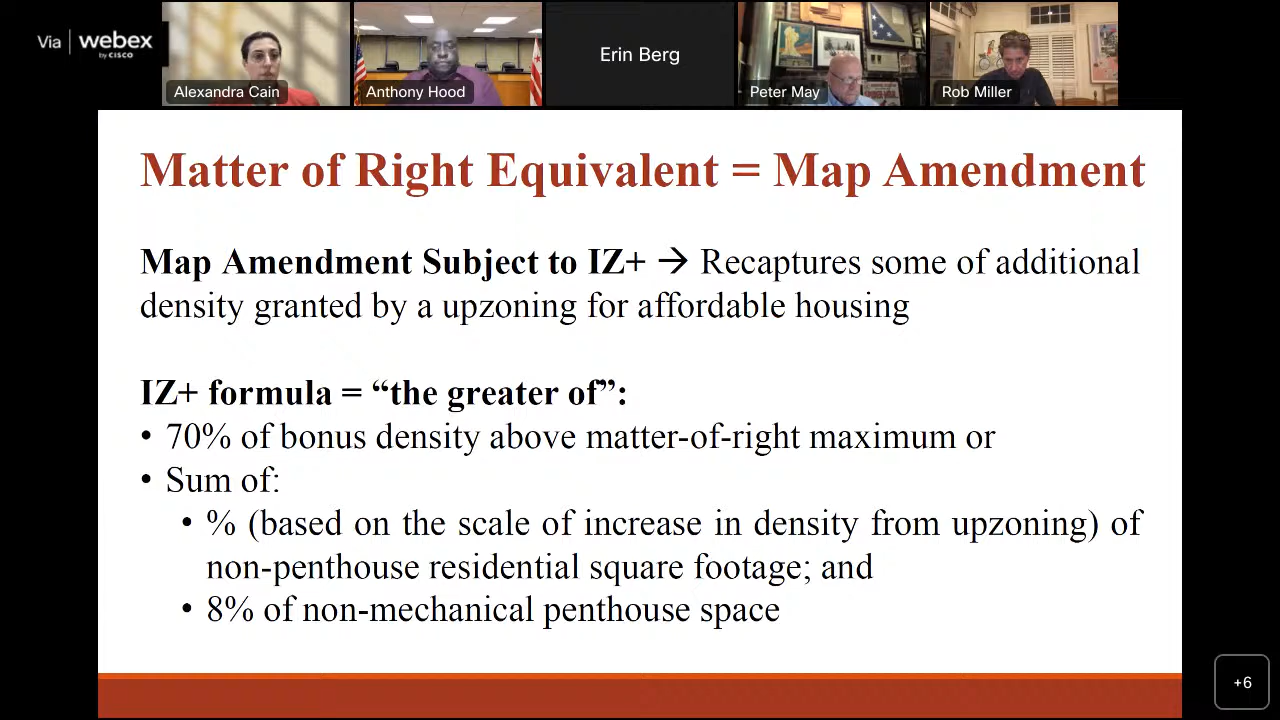 Via webex
by CISCO
Alexandra Cain
Anthony Hood
Erin Berg
Peter May
Rob Miller
Matter of Right Equivalent = Map Amendment
Map Amendment Subject to IZ+ → Recaptures some of additional
density granted by a upzoning for affordable housing
IZ+ formula = “the greater of”:
• 70% of bonus density above matter-of-right maximum or
• Sum of:
• % (based on the scale of increase in density from upzoning) of
non-penthouse residential square footage; and
• 8% of non-mechanical penthouse space
+6